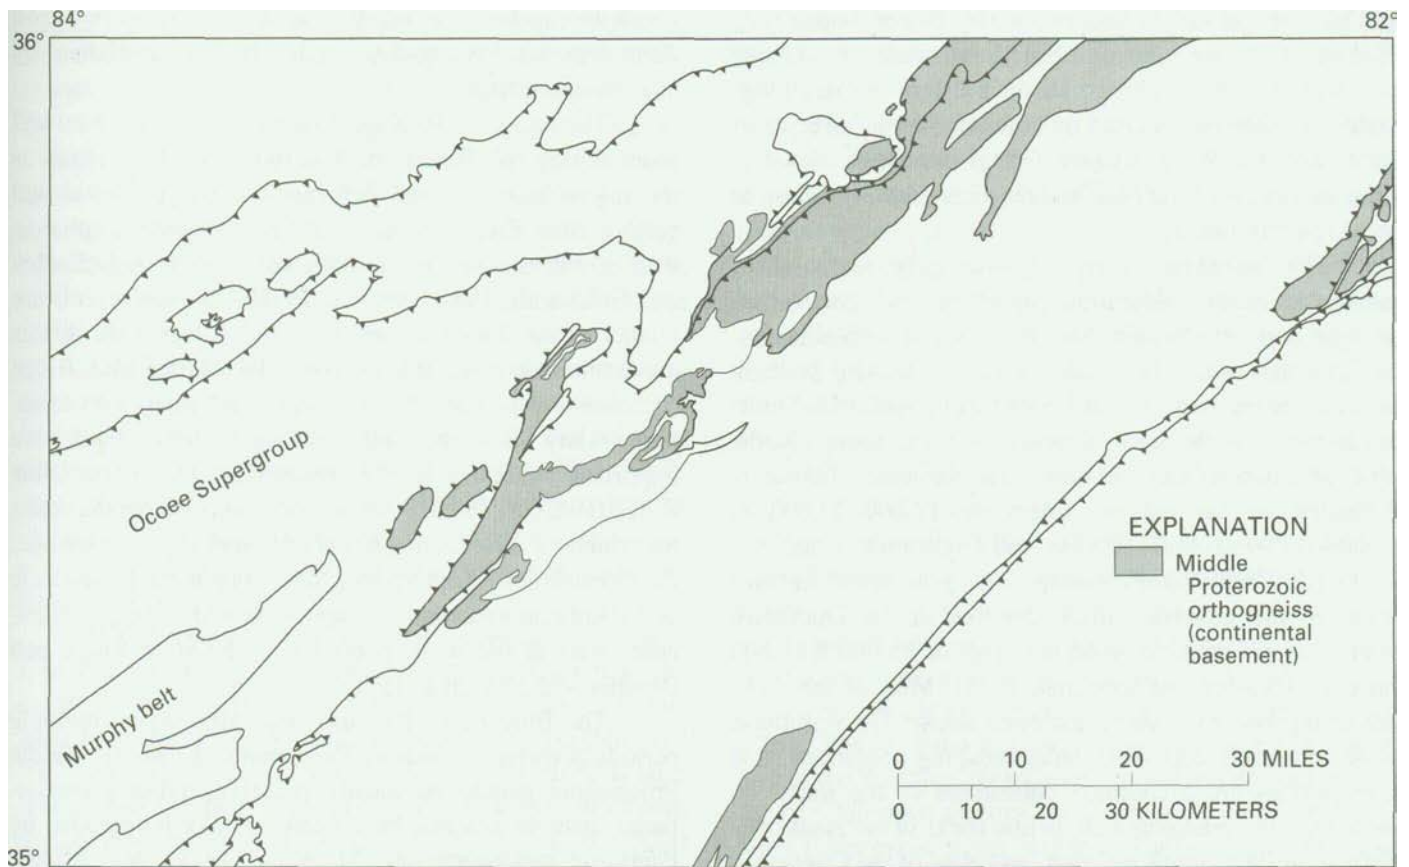 84°
82°
36°
Ocoee Supergroup
EXPLANATION
Middle
Proterozoic
orthogneiss
(continental
basement)
Murphy belt
0 10 20 30 MILES
0 10 20 30 KILOMETERS
35°